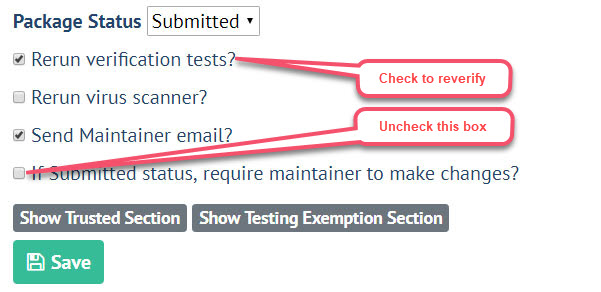 Package Status Submitted
Rerun verification tests?
Check to reverify
Rerun virus scanner?
Uncheck this box
Send Maintainer email?
If Submitted status, require maintainer to make changes?
Show Trusted Section Show Testing Exemption Section
Save